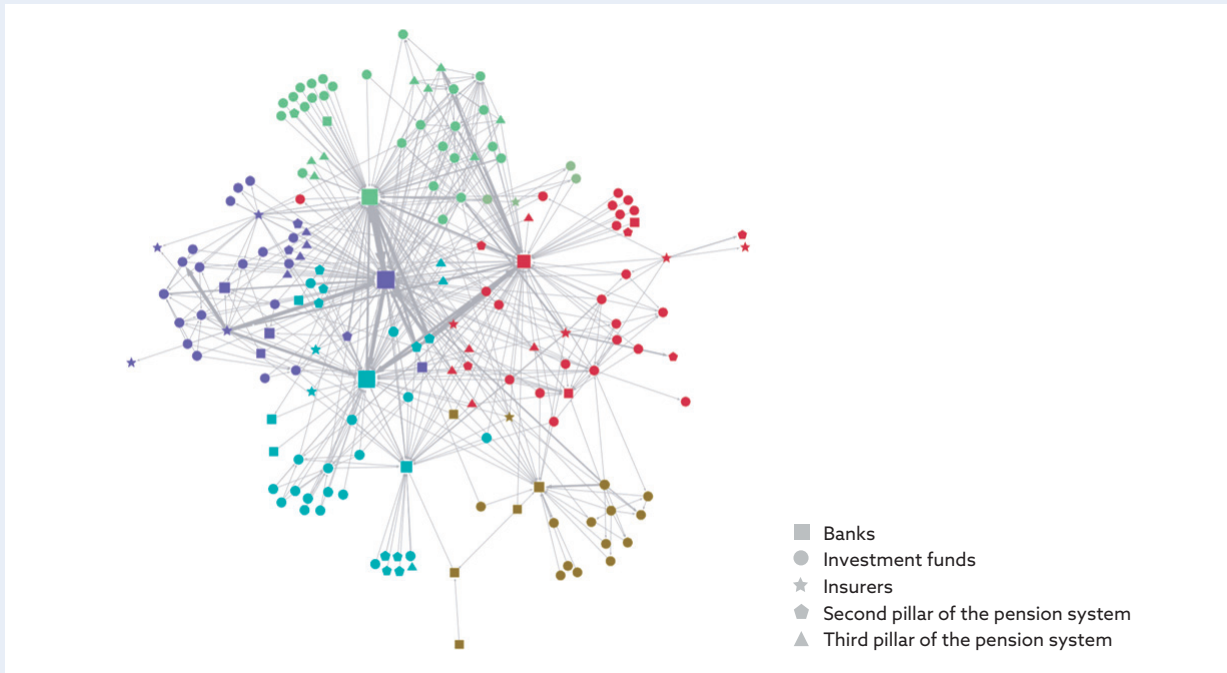 Banks
Investment funds
Insurers
Second pillar of the pension system
Third pillar of the pension system